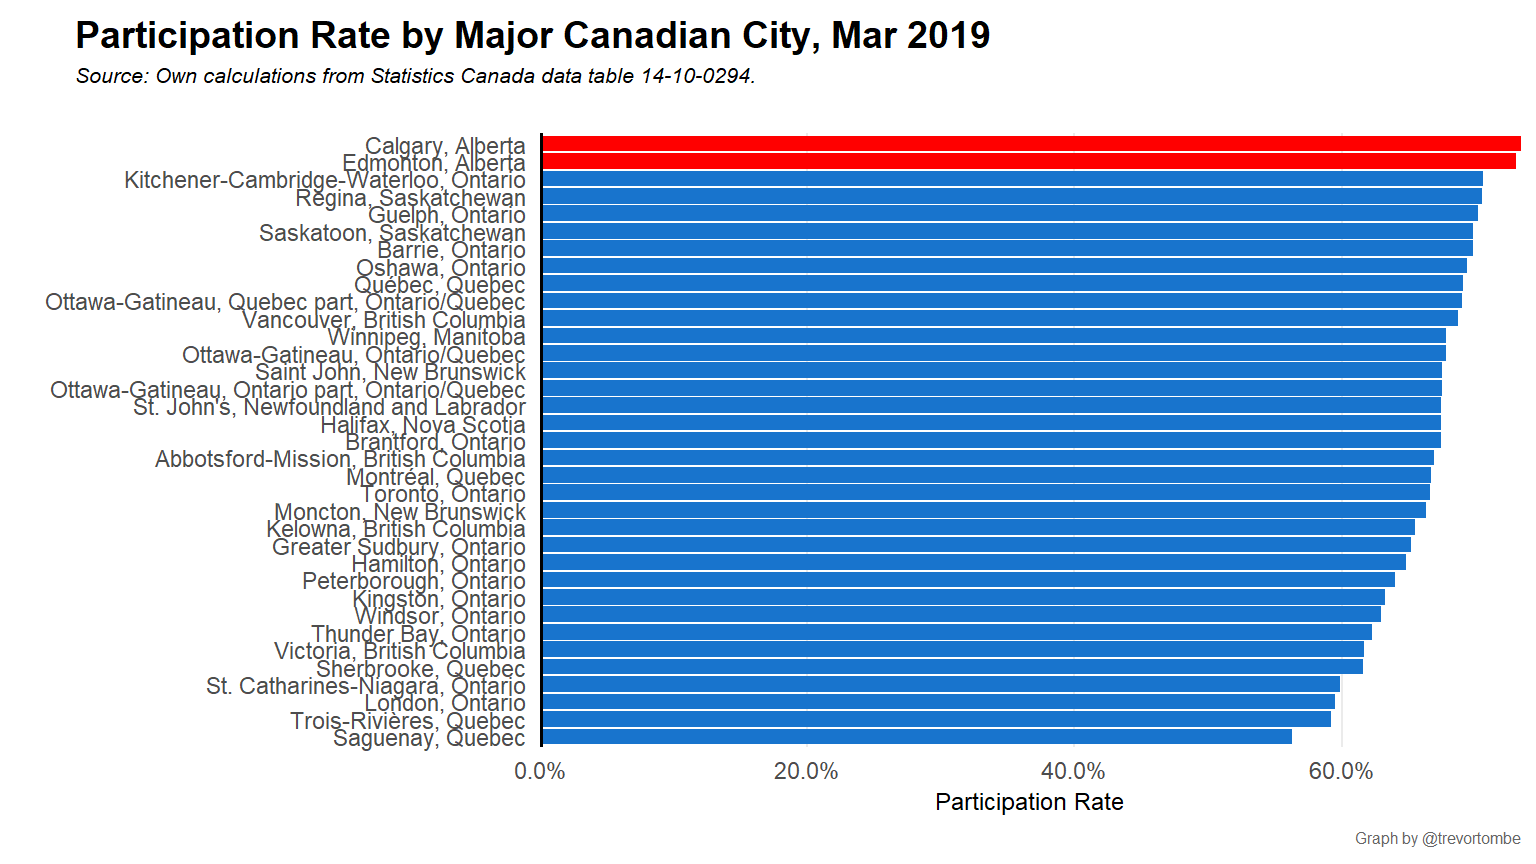 Participation Rate by Major Canadian City, Mar 2019
Source: Own calculations from Statistics Canada data table 14-10-0294.
Calgary, Alberta
Edmonton, Alberta
Kitchener-Cambridge-Waterloo, Ontario
Regina, Saskatchewan
Guelph, Ontario
Saskatoon, Saskatchewan
Barrie, Ontario
Oshawa, Ontario
Québec, Quebec
Ottawa-Gatineau, Quebec part, Ontario/Quebec
Vancouver, British Columbia
Winnipeg, Manitoba
Ottawa-Gatineau, Ontario/Quebec
Saint John, New Brunswick
Ottawa-Gatineau, Ontario part, Ontario/Quebec
St. John's, Newfoundland and Labrador
Halifax, Nova Scotia
Brantford, Ontario
Abbotsford-Mission, British Columbia
Montréal, Quebec
Toronto, Ontario
Moncton, New Brunswick
Kelowna, British Columbia
Greater Sudbury, Ontario
Hamilton, Ontario
Peterborough, Ontario
Kingston, Ontario
Windsor, Ontario
Thunder Bay, Ontario
Victoria, British Columbia
Sherbrooke, Quebec
St. Catharines-Niagara, Ontario
London, Ontario
Trois-Rivières, Quebec
Saguenay, Quebec
0.0% 20.0% 40.0% 60.0%
Participation Rate
Graph by @trevortombe